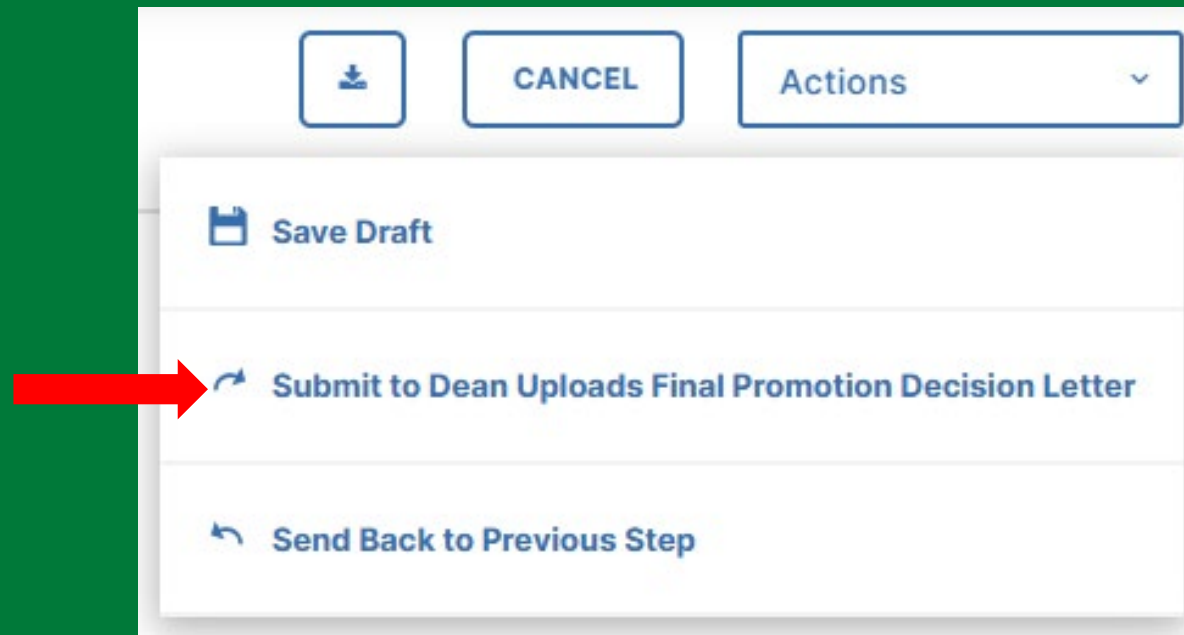 CANCEL
Actions
Save Draft
Submit to Dean Uploads Final Promotion Decision Letter
Send Back to Previous Step